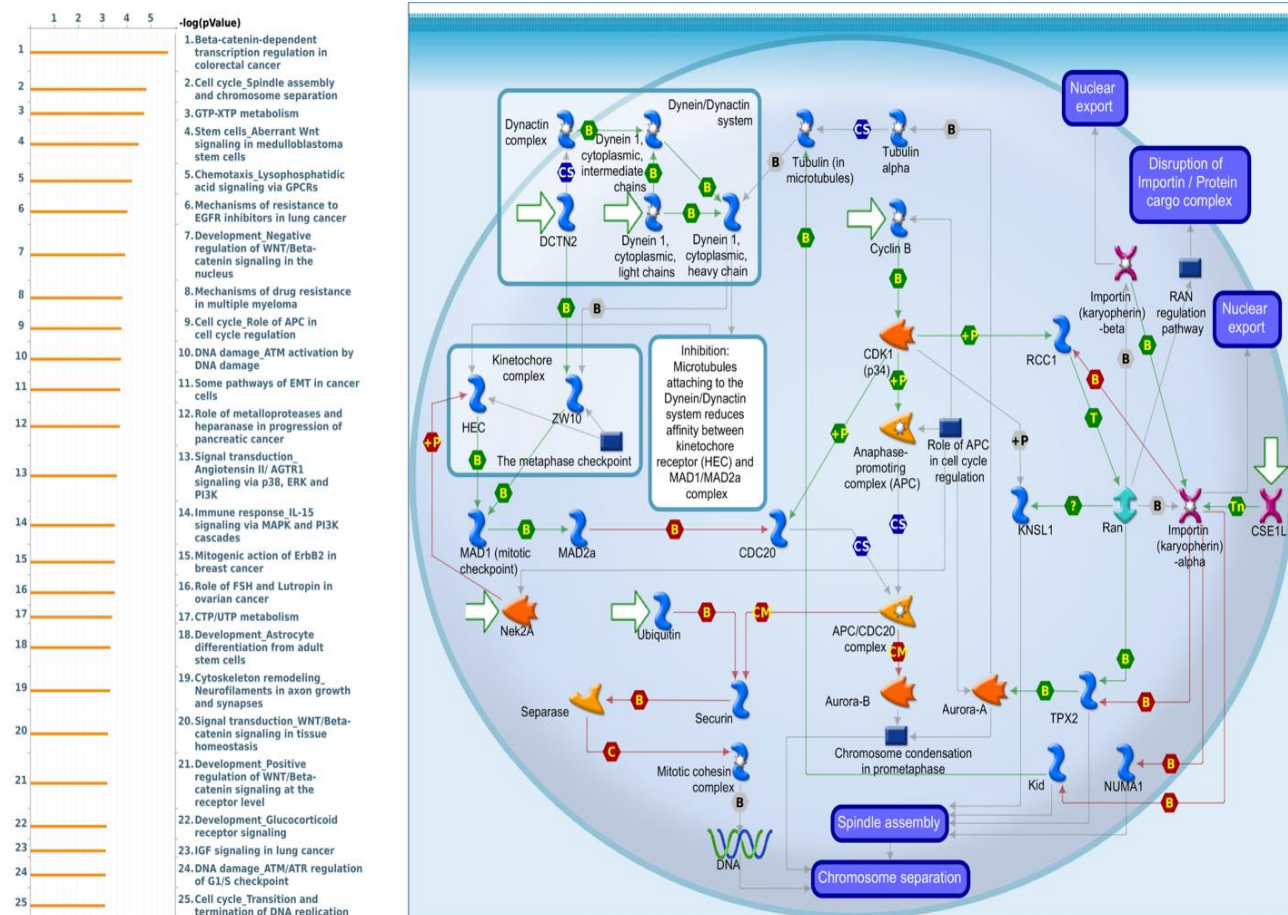 1 2 3 4 5 -log(pValue)
1 1.Beta-catenin-dependent
transcription regulation in
colorectal cancer
2 2.Cell cycle_Spindle assembly
and chromosome separation
3 3.GTP-XTP metabolism
4 4.Stem cells_Aberrant Wnt
signaling in medulloblastoma
stem cells
5 5.Chemotaxis_Lysophosphatidic
acid signaling via GPCRs
6 6.Mechanisms of resistance to
EGFR inhibitors in lung cancer
7 7.Development_Negative
regulation of WNT/Beta-
catenin signaling in the
nucleus
8 8.Mechanisms of drug resistance
in multiple myeloma
9 9.Cell cycle_Role of APC in
cell cycle regulation
10 10.DNA damage_ATM activation by
DNA damage
11 11.Some pathways of EMT in cancer
cells
12 12.Role of metalloproteases and
heparanase in progression of
pancreatic cancer
13 13.Signal transduction_
Angiotensin II/ AGTR1
signaling via p38, ERK and
PI3K
14 14.Immune response_IL-15
signaling via MAPK and PI3K
cascades
15 15.Mitogenic action of ErbB2 in
breast cancer
16 16.Role of FSH and Lutropin in
ovarian cancer
17 17.CTP/UTP metabolism
18 18.Development_Astrocyte
differentiation from adult
stem cells
19 19.Cytoskeleton remodeling_
Neurofilaments in axon growth
and synapses
20 20.Signal transduction_WNT/Beta-
catenin signaling in tissue
homeostasis
21 21.Development_Positive
regulation of WNT/Beta-
catenin signaling at the
receptor level
22 22.Development_Glucocorticoid
receptor signaling
23 23.IGF signaling in lung cancer
24 24.DNA damage_ATM/ATR regulation
of G1/S checkpoint
25 25.Cell cycle_Transition and
termination of DNA replication
Dynactin
complex
B
Dynein/Dynactin
system
Dynein 1,
cytoplasmic,
intermediate
chains
CS
B
B
B
DCTN2
Dynein 1,
cytoplasmic,
light chains
Dynein 1,
cytoplasmic,
heavy chain
B
Tubulin (in
microtubules)
CS
Tubulin
alpha
B
Nuclear
export
Disruption of
Importin / Protein
cargo complex
Cyclin B
B
B
Importin
(karyopherin)
-beta
RAN
regulation
pathway
Nuclear
export
B
B
Kinetochore
complex
HEC
ZW10
The metaphase checkpoint
Inhibition:
Microtubules
attaching to the
Dynein/Dynactin
system reduces
affinity between
kinetochore
receptor (HEC) and
MAD1/MAD2a
complex
CDK1
(p34)
+P
RCC1
B
B
B
+P
T
+P
+P
Anaphase-
promoting
complex (APC)
Role of APC
in cell cycle
regulation
+P
B
B
MAD1 (mitotic
checkpoint)
B
MAD2a
B
CDC20
CS
CS
KNSL1
?
Ran
B
Importin
(karyopherin)
-alpha
Tn
CSE1L
Nek2A
Ubiquitin
B
CM
APC/CDC20
complex
CM
B
Separase
B
Securin
Aurora-B
Aurora-A
B
TPX2
B
C
Mitotic cohesin
complex
Chromosome condensation
in prometaphase
Kid
NUMA1
B
B
B
DNA
Spindle assembly
Chromosome separation